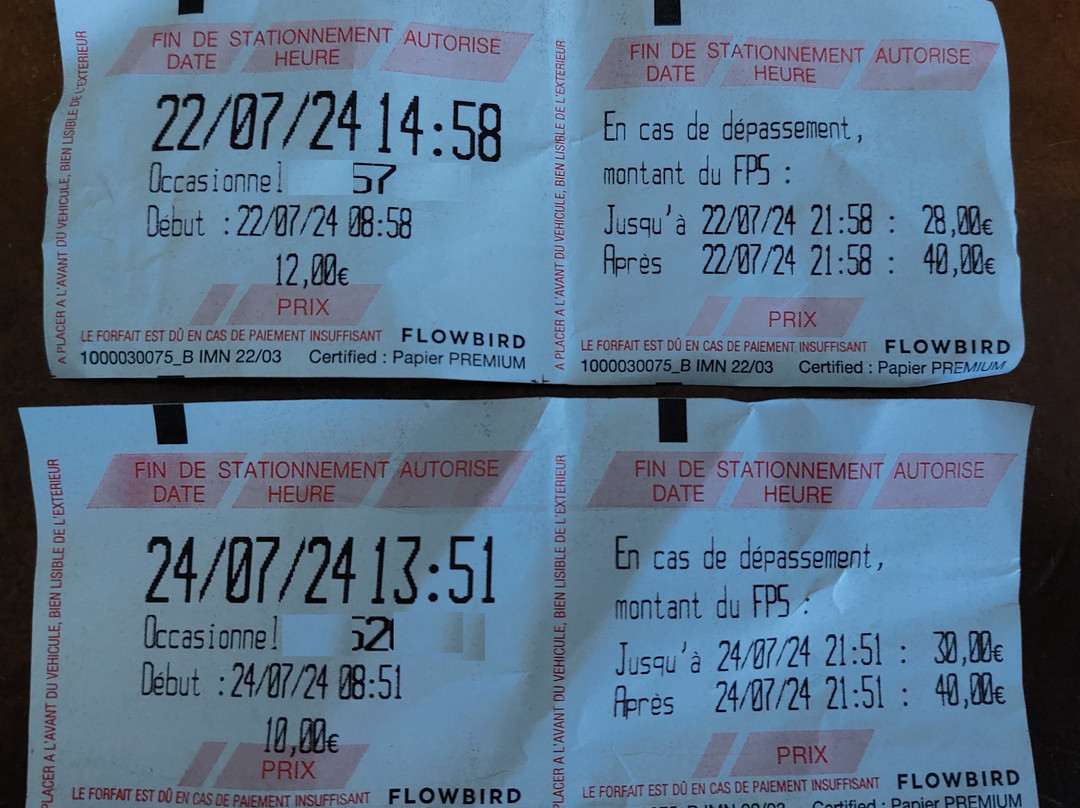 A PLACER A L'AVANT DU VEHICULE, BIEN LISIBLE DE L'EXTERIEUR
FIN DE STATIONNEMENT AUTORISE
DATE HEURE
22/07/24 14:58
Occasionnel 57
Début : 22/07/24 08:58
12,00€
PRIX
LE FORFAIT EST DÛ EN CAS DE PAIEMENT INSUFFISANT FLOWBIRD
1000030075_B IMN 22/03 Certified : Papier PREMIUM
A PLACER A L'AVANT DU VEHICULE, BIEN LISIBLE DE L'EXTERIEUR
FIN DE STATIONNEMENT AUTORISE
DATE HEURE
En cas de dépassement,
montant du FPS :
Jusqu'à 22/07/24 21:58 : 28,00€
Après 22/07/24 21:58 : 40,00€
PRIX
LE FORFAIT EST DÛ EN CAS DE PAIEMENT INSUFFISANT FLOWBIRD
1000030075_B IMN 22/03 Certified : Papier PREMIUM
PLACER A L'AVANT DU VEHICULE, BIEN LISIBLE DE L'EXTERIEUR
FIN DE STATIONNEMENT AUTORISE
DATE HEURE
24/07/24 13:51
Occasionnel 521
Début : 24/07/24 08:51
10,00€
PRIX
LE FORFAIT EST DÛ EN CAS DE PAIEMENT INSUFFISANT FLOWBIRD
A PLACER A L'AVANT DU VEHICULE, BIEN LISIBLE DE L'EXTERIEUR
FIN DE STATIONNEMENT AUTORISE
DATE HEURE
En cas de dépassement,
montant du FPS :
Jusqu'à 24/07/24 21:51 : 30,00€
Après 24/07/24 21:51 : 40,00€
PRIX
LE FORFAIT EST DÛ EN CAS DE PAIEMENT INSUFFISANT FLOWBIRD
Certified : Papier PREMIUM